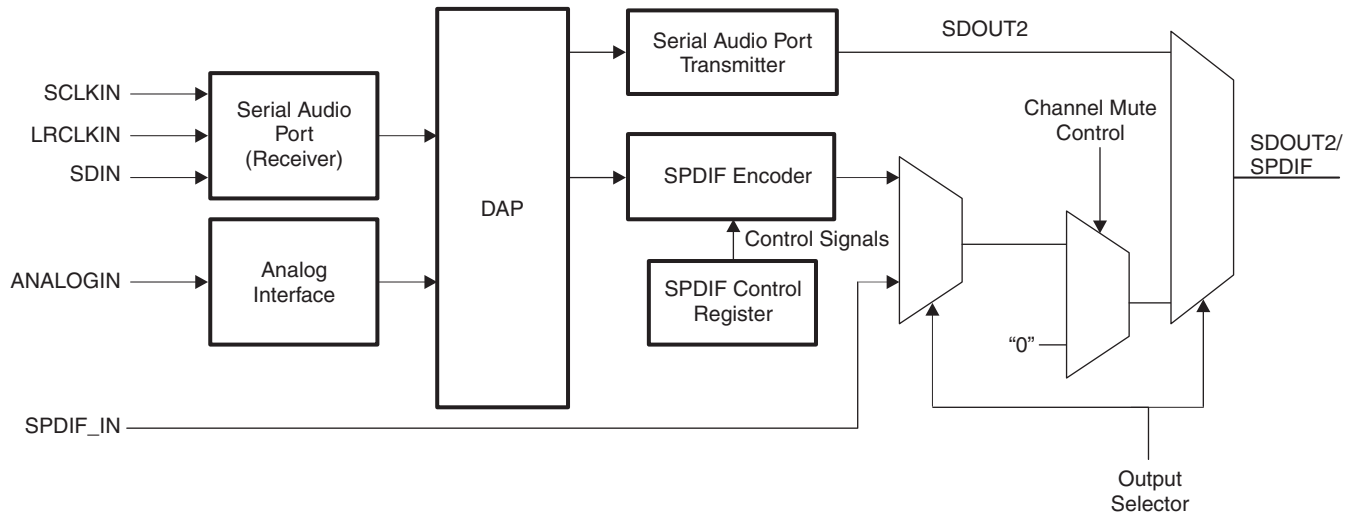 SCLKIN
LRCLKIN
SDIN
Serial Audio
Port
(Receiver)
ANALOGIN
Analog
Interface
SPDIF_IN
DAP
Serial Audio Port
Transmitter
SPDIF Encoder
Control Signals
SPDIF Control
Register
SDOUT2
Channel Mute
Control
“0”
SDOUT2/
SPDIF
Output
Selector